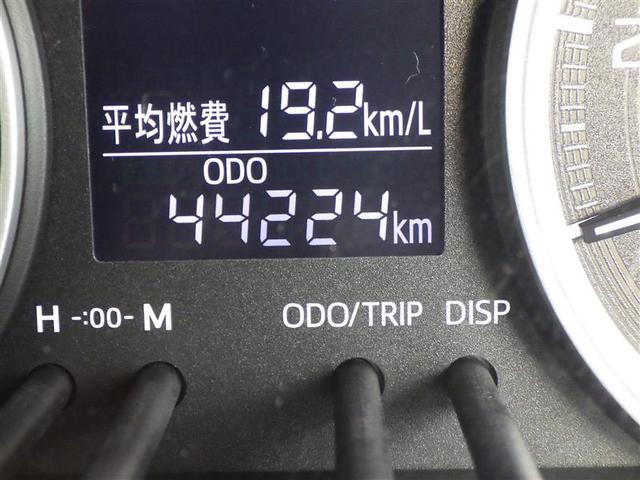 平均燃費 19.2km/L
ODO
44224km
H -:00- M ODO/TRIP DISP